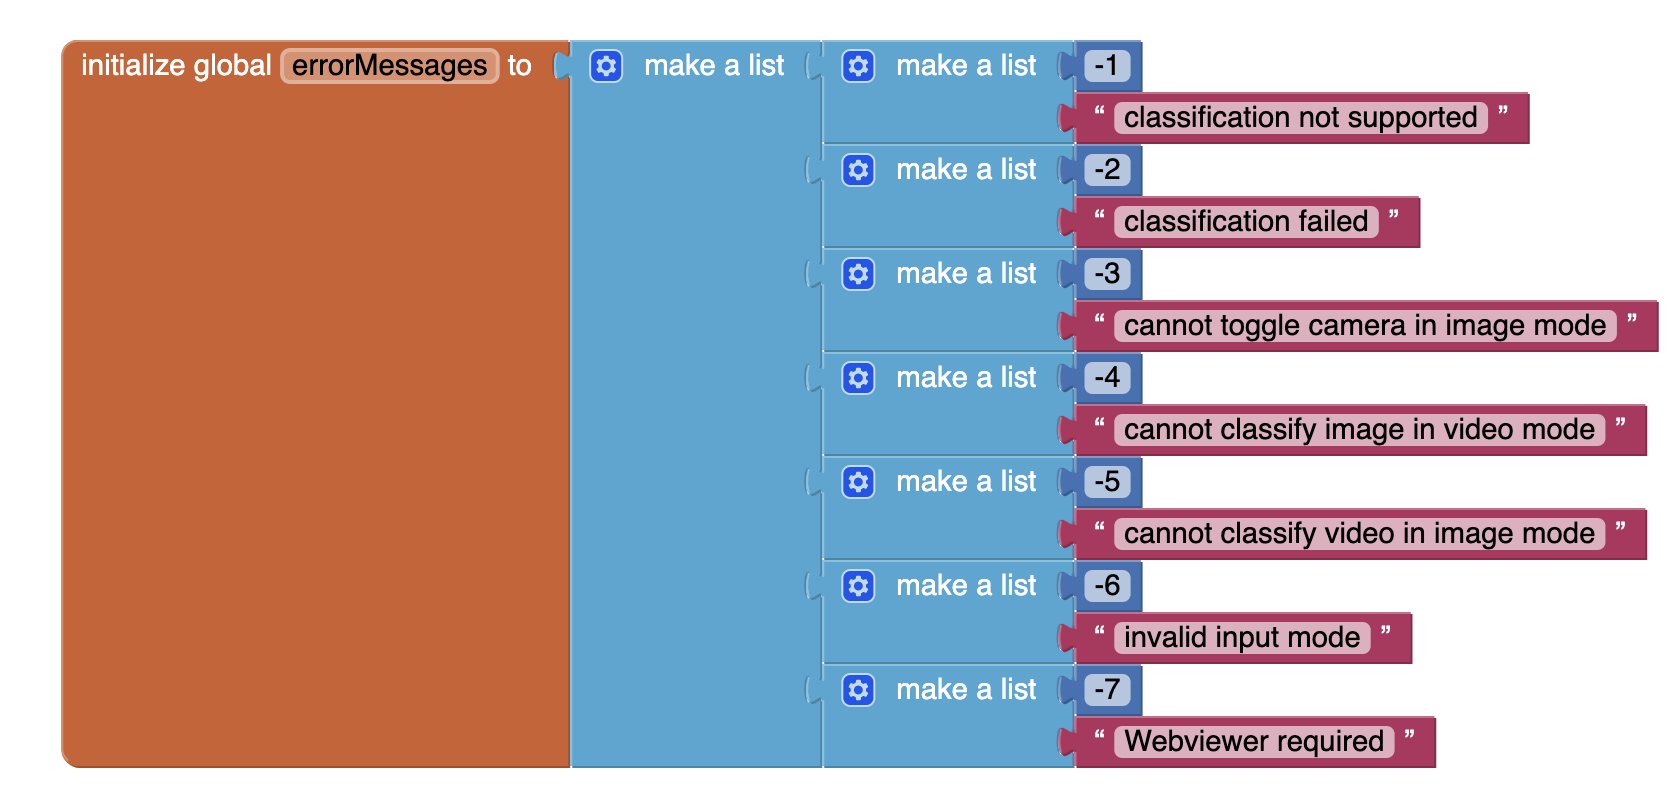 initialize global errorMessages to make a list make a list -1
“ classification not supported ”
make a list -2
“ classification failed ”
make a list -3
“ cannot toggle camera in image mode ”
make a list -4
“ cannot classify image in video mode ”
make a list -5
“ cannot classify video in image mode ”
make a list -6
“ invalid input mode ”
make a list -7
“ Webviewer required ”